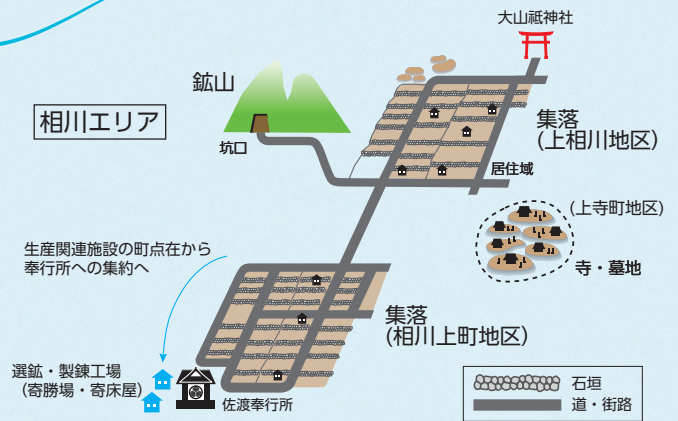 大山祇神社
鉱山
相川エリア
坑口
集落
(上相川地区)
居住域
(上寺町地区)
寺・墓地
生産関連施設の町点在から
奉行所への集約へ
集落
(相川上町地区)
選鉱・製錬工場
(寄勝場・寄床屋)
佐渡奉行所
石垣
道・街路